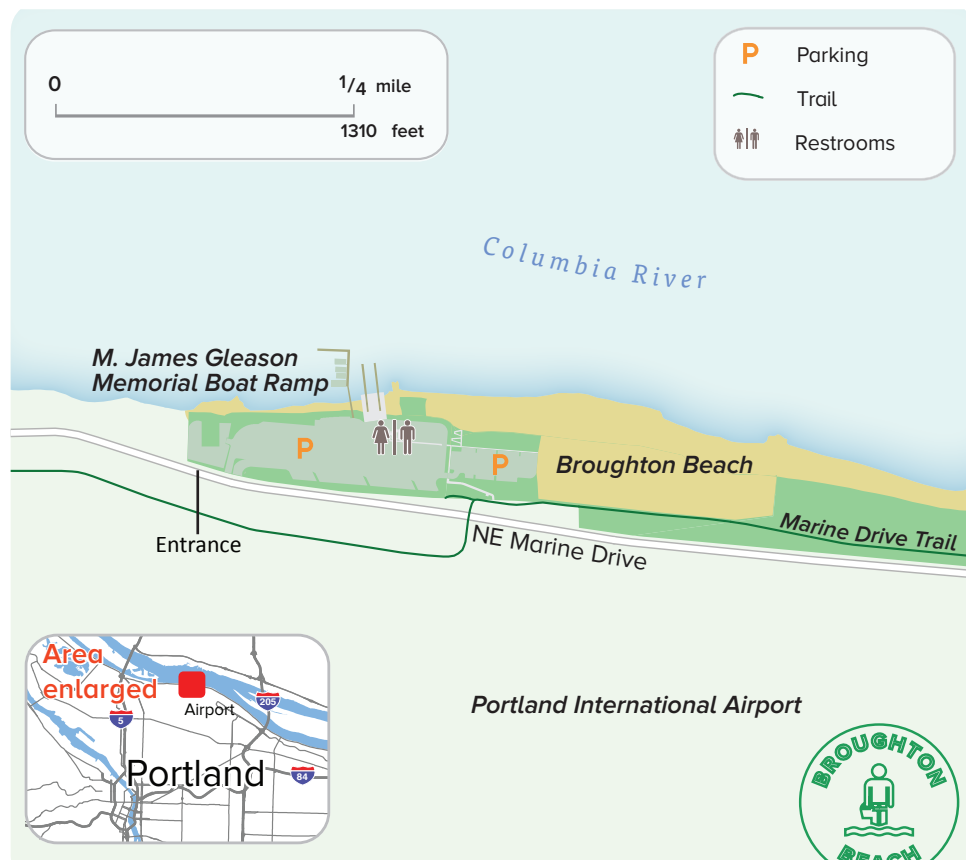 0
1/4 mile
1310 feet
P Parking
Trail
Restrooms
Columbia River
M. James Gleason
Memorial Boat Ramp
P
P
Broughton Beach
Marine Drive Trail
Entrance
NE Marine Drive
Area
enlarged
Airport
205
5
Portland
84
Portland International Airport
BROUGHTON
BEACH